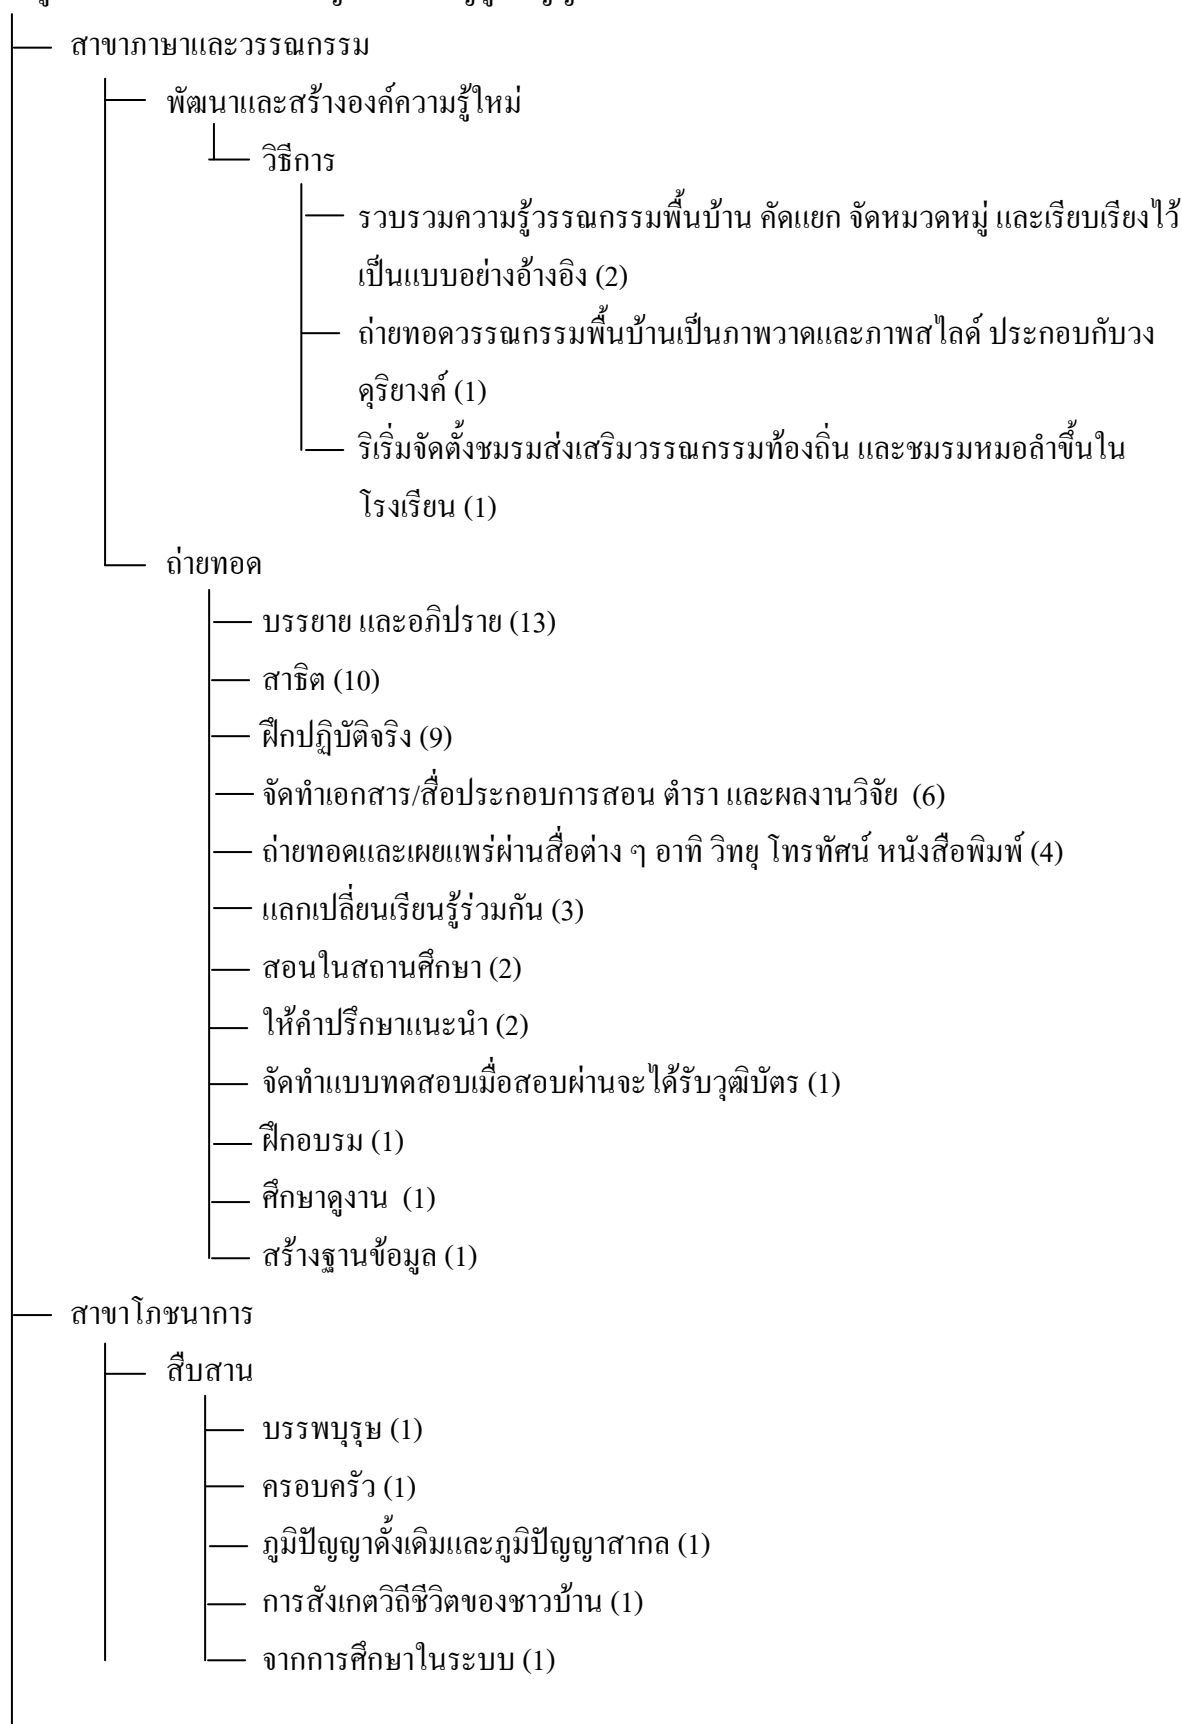 สาขาภาษาและวรรณกรรม
พัฒนาและสร้างองค์ความรู้ใหม่
วิธีการ
รวบรวมความรู้วรรณกรรมพื้นบ้าน คัดแยก จัดหมวดหมู่ และเรียบเรียงไว้
เป็นแบบอย่างอ้างอิง (2)
ถ่ายทอดวรรณกรรมพื้นบ้านเป็นภาพวาดและภาพสไลด์ ประกอบกับวง
ดุริยางค์ (1)
ริเริ่มจัดตั้งชมรมส่งเสริมวรรณกรรมท้องถิ่น และชมรมหมอลำขึ้นใน
โรงเรียน (1)
ถ่ายทอด
บรรยาย และอภิปราย (13)
สาธิต (10)
ฝึกปฏิบัติจริง (9)
จัดทำเอกสาร/สื่อประกอบการสอน ตำรา และผลงานวิจัย (6)
ถ่ายทอดและเผยแพร่ผ่านสื่อต่าง ๆ อาทิ วิทยุ โทรทัศน์ หนังสือพิมพ์ (4)
แลกเปลี่ยนเรียนรู้ร่วมกัน (3)
สอนในสถานศึกษา (2)
ให้คำปรึกษาแนะนำ (2)
จัดทำแบบทดสอบเมื่อสอบผ่านจะได้รับวุฒิบัตร (1)
ฝึกอบรม (1)
ศึกษาดูงาน (1)
สร้างฐานข้อมูล (1)
สาขาโภชนาการ
สืบสาน
บรรพบุรุษ (1)
ครอบครัว (1)
ภูมิปัญญาดั้งเดิมและภูมิปัญญาสากล (1)
การสังเกตวิถีชีวิตของชาวบ้าน (1)
จากการศึกษาในระบบ (1)